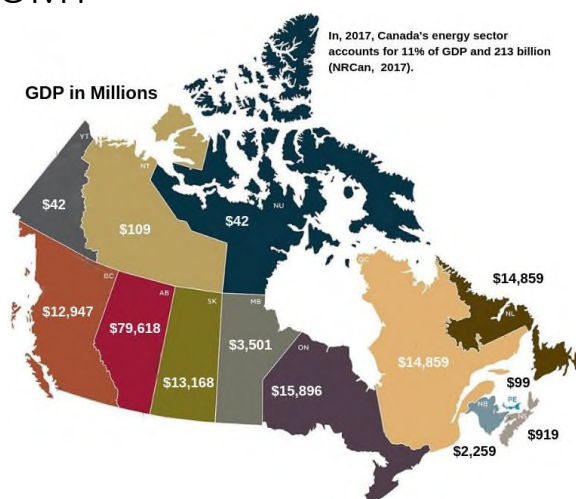 In, 2017, Canada's energy sector
accounts for 11% of GDP and 213 billion
(NRCan, 2017).
GDP in Millions
YT
NT
$42
$109
$42
NU
BC
$12,947
AB
$79,618
SK
$13,168
MB
$3,501
ON
$15,896
QC
$14,859
$14,859
NL
$99
NB
PE
NS
$919
$2,259